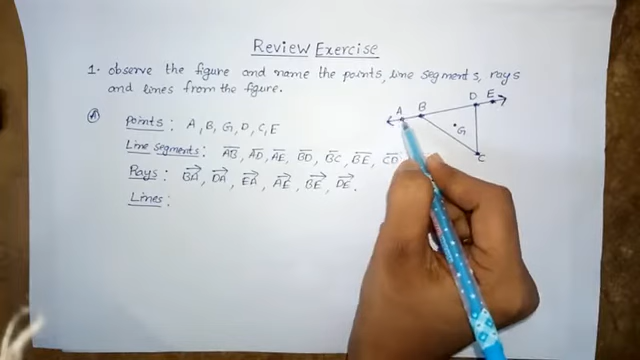 Review Exercise
1. observe the figure and name the points, line segments, rays
and lines from the figure.
A
Points : A, B, G, D, C, E
Line segments : AB, AD, AE, BD, BC, BE, CD
Rays : BA, DA, EA, AE, BE, DE.
Lines :
A B D E
G
C